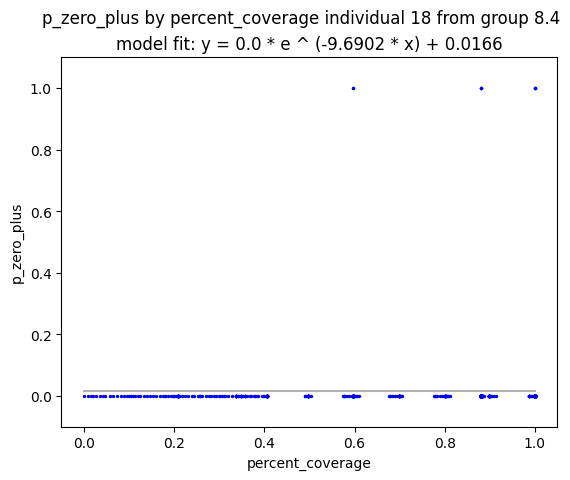 p_zero_plus by percent_coverage individual 18 from group 8.4
model fit: y = 0.0 * e ^ (-9.6902 * x) + 0.0166
1.0
0.8
0.6
0.4
0.2
0.0
p_zero_plus
0.0 0.2 0.4 0.6 0.8 1.0
percent_coverage